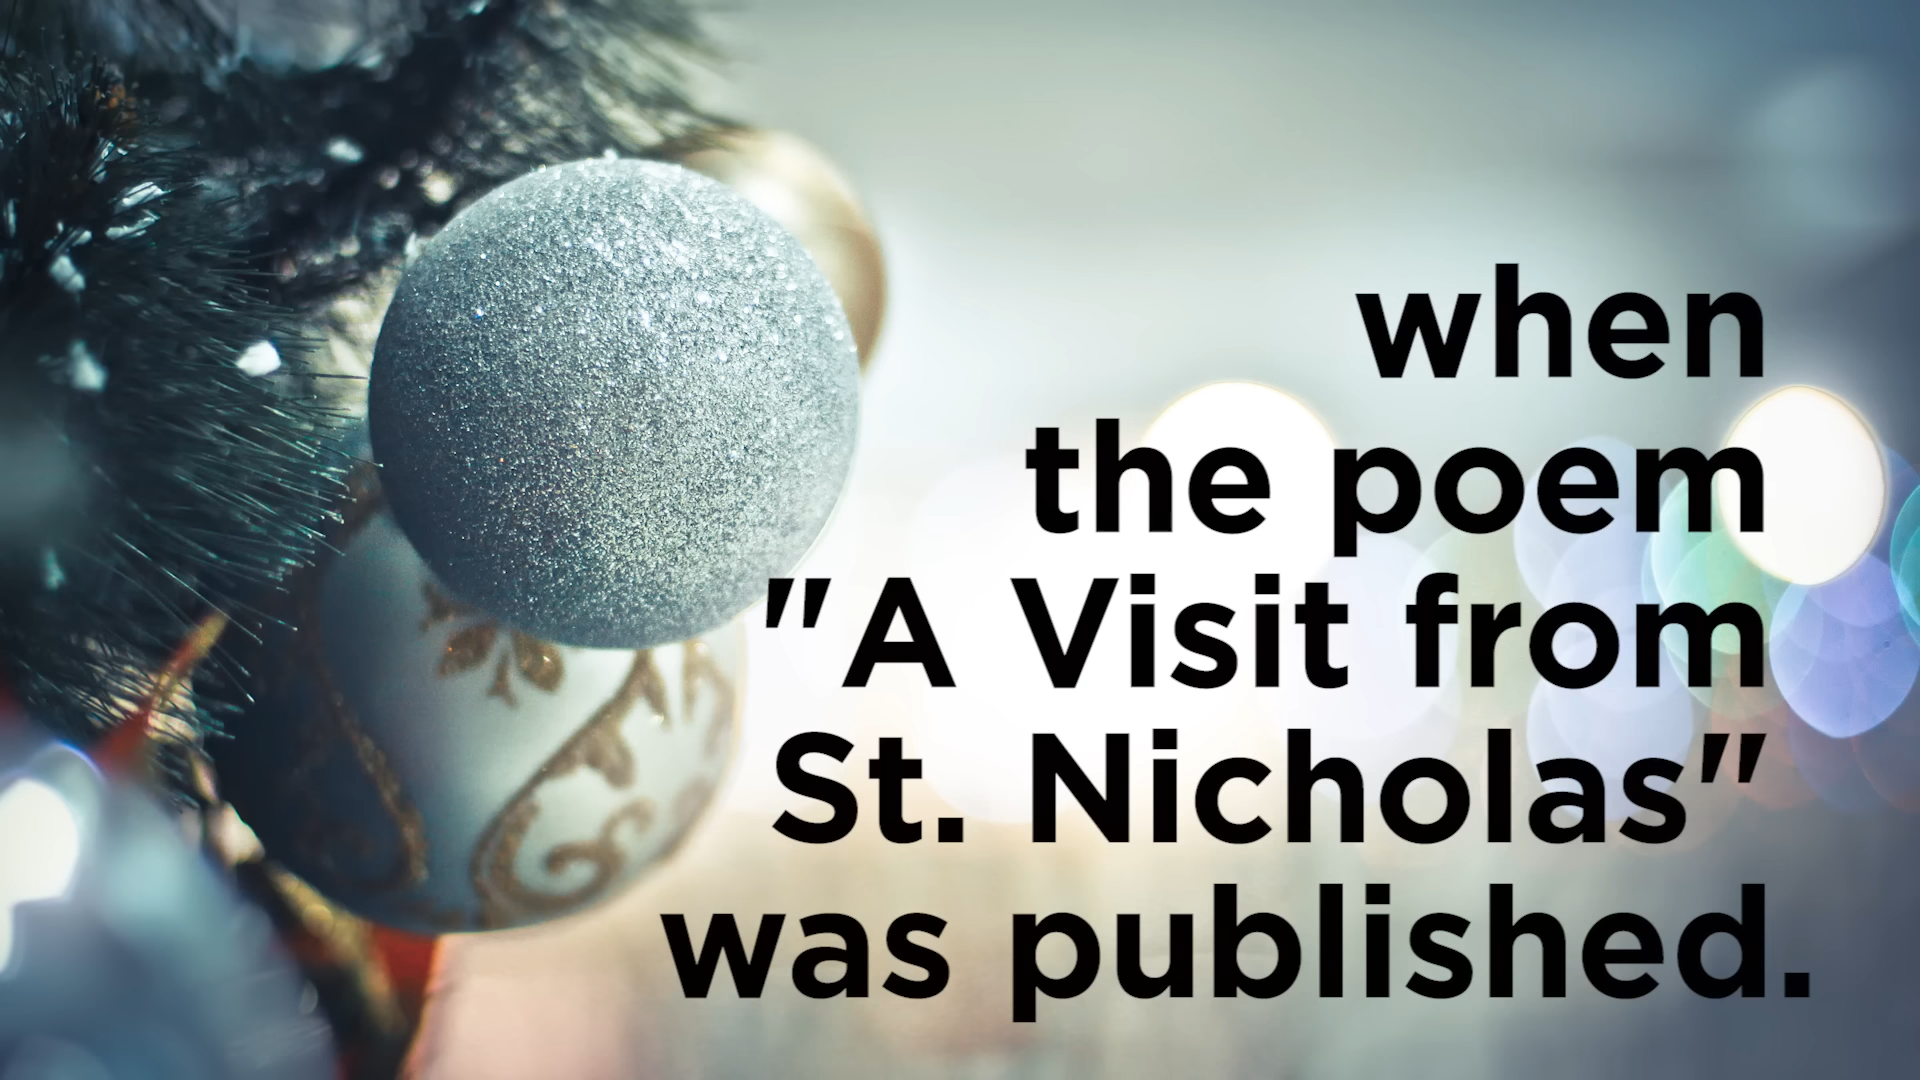 when
the poem
"A Visit from
St. Nicholas"
was published.